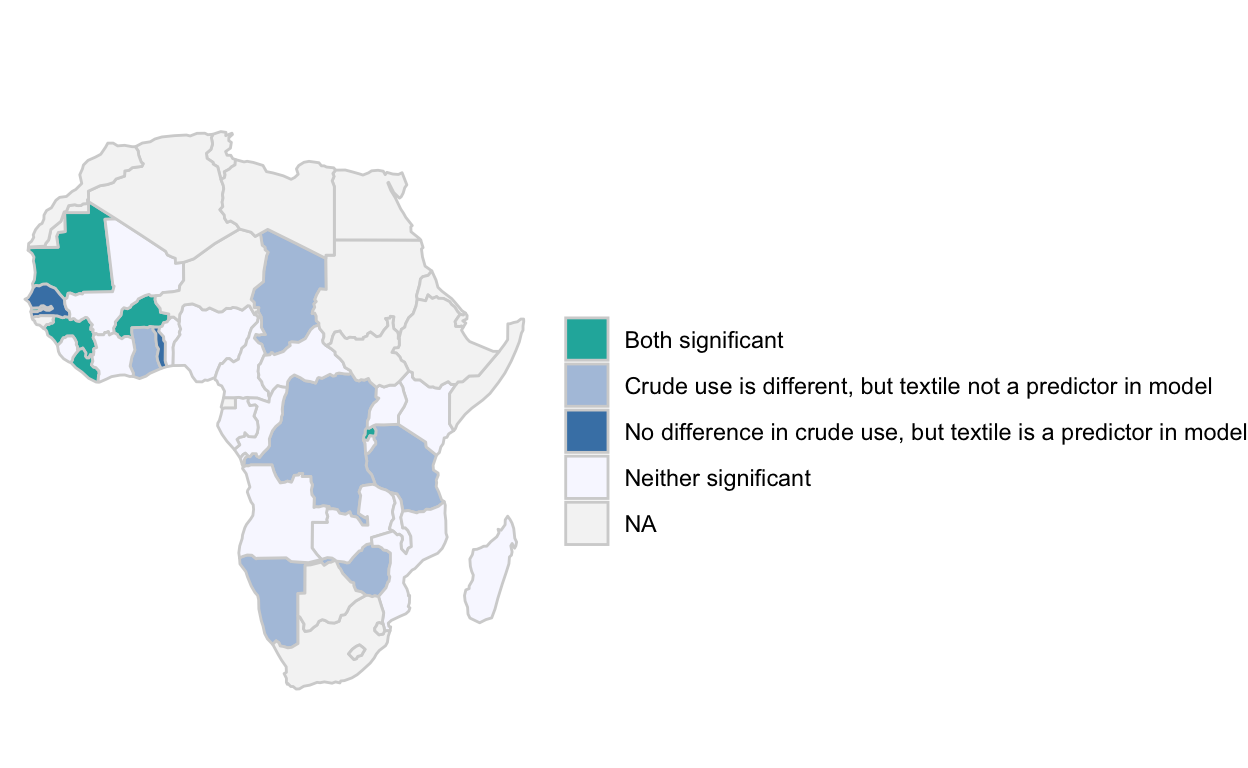 Both significant
Crude use is different, but textile not a predictor in model
No difference in crude use, but textile is a predictor in model
Neither significant
NA